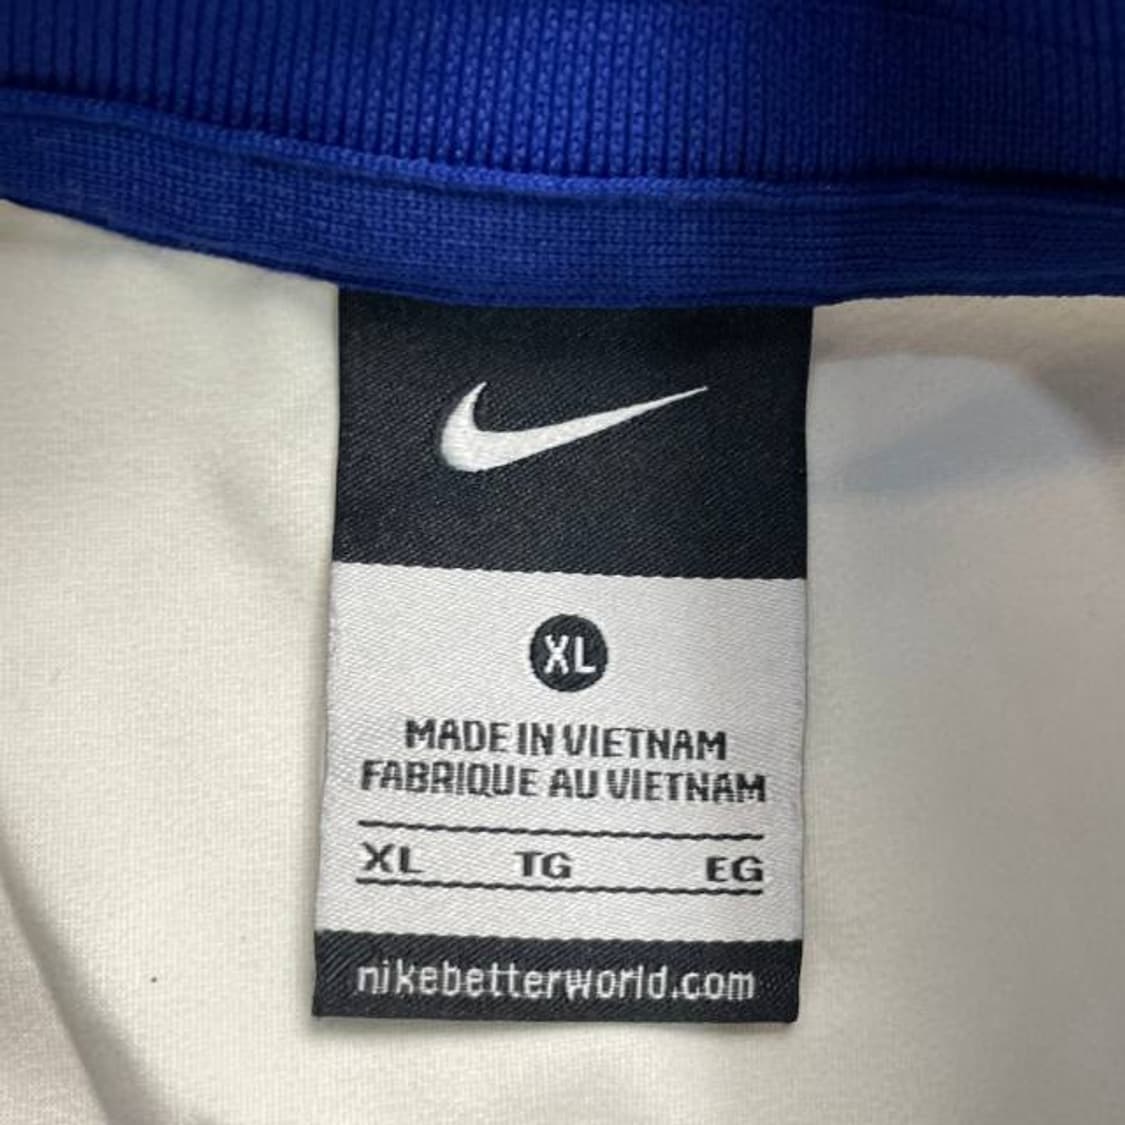 XL
MADE IN VIETNAM
FABRIQUE AU VIETNAM
XL TG EG
nikebetterworld.com